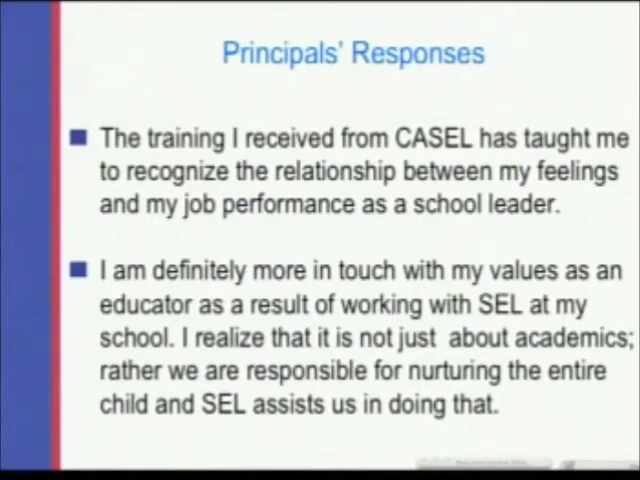 Principals' Responses
The training I received from CASEL has taught me
to recognize the relationship between my feelings
and my job performance as a school leader.
I am definitely more in touch with my values as an
educator as a result of working with SEL at my
school. I realize that it is not just about academics;
rather we are responsible for nurturing the entire
child and SEL assists us in doing that.